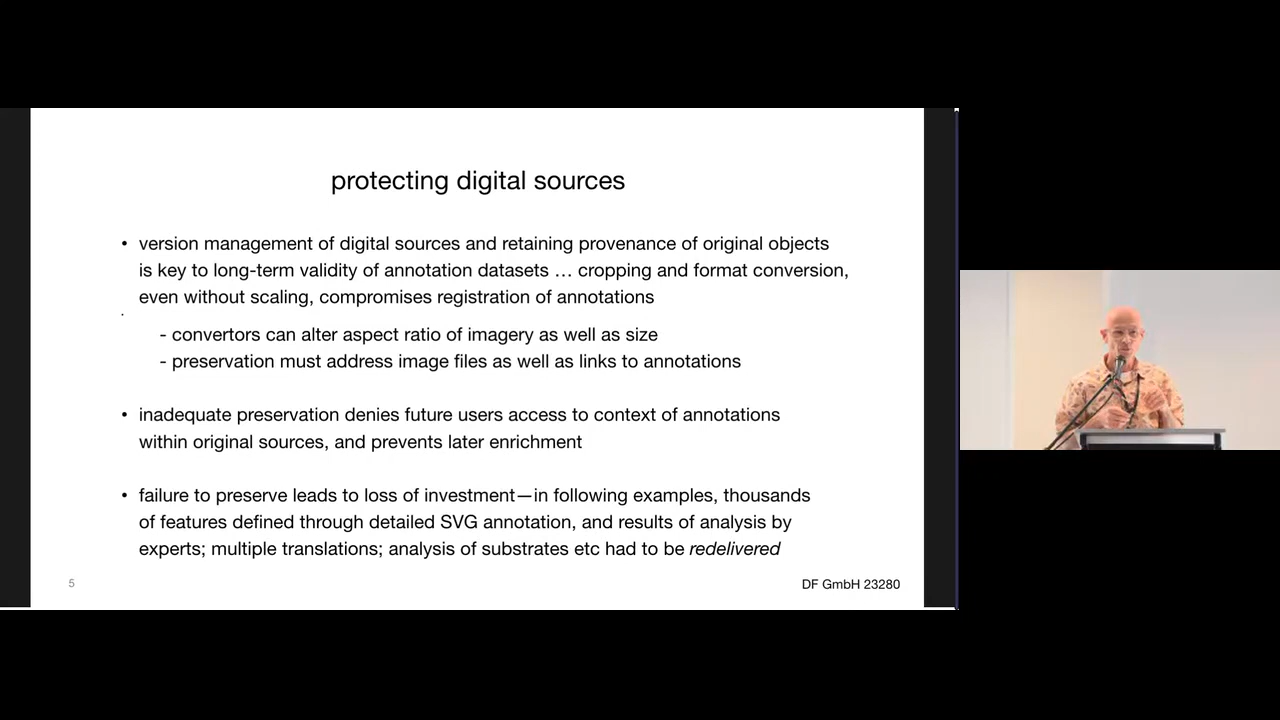 protecting digital sources
• version management of digital sources and retaining provenance of original objects
is key to long-term validity of annotation datasets … cropping and format conversion,
even without scaling, compromises registration of annotations
- convertors can alter aspect ratio of imagery as well as size
- preservation must address image files as well as links to annotations
• inadequate preservation denies future users access to context of annotations
within original sources, and prevents later enrichment
• failure to preserve leads to loss of investment—in following examples, thousands
of features defined through detailed SVG annotation, and results of analysis by
experts; multiple translations; analysis of substrates etc had to be redelivered
5
DF GmbH 23280